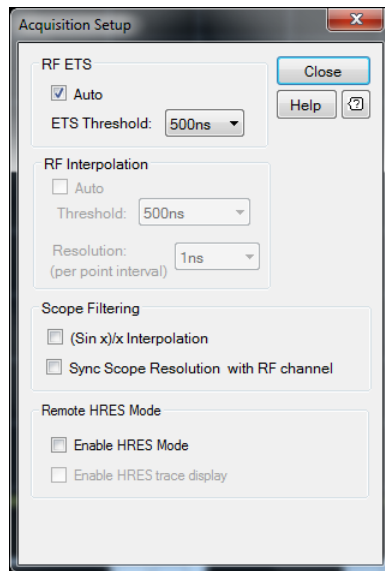 Acquisition Setup
RF ETS
Close
Auto
Help
ETS Threshold: 500ns
RF Interpolation
Auto
Threshold: 500ns
Resolution:
(per point interval) 1ns
Scope Filtering
(Sin x)/x Interpolation
Sync Scope Resolution with RF channel
Remote HRES Mode
Enable HRES Mode
Enable HRES trace display